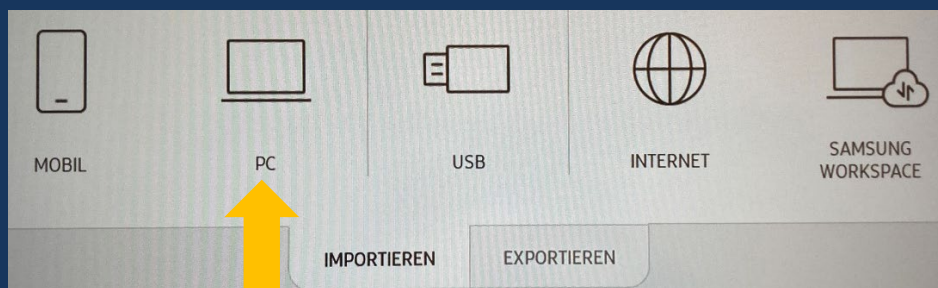 MOBIL
PC
USB
INTERNET
SAMSUNG
WORKSPACE
IMPORTIEREN
EXPORTIEREN